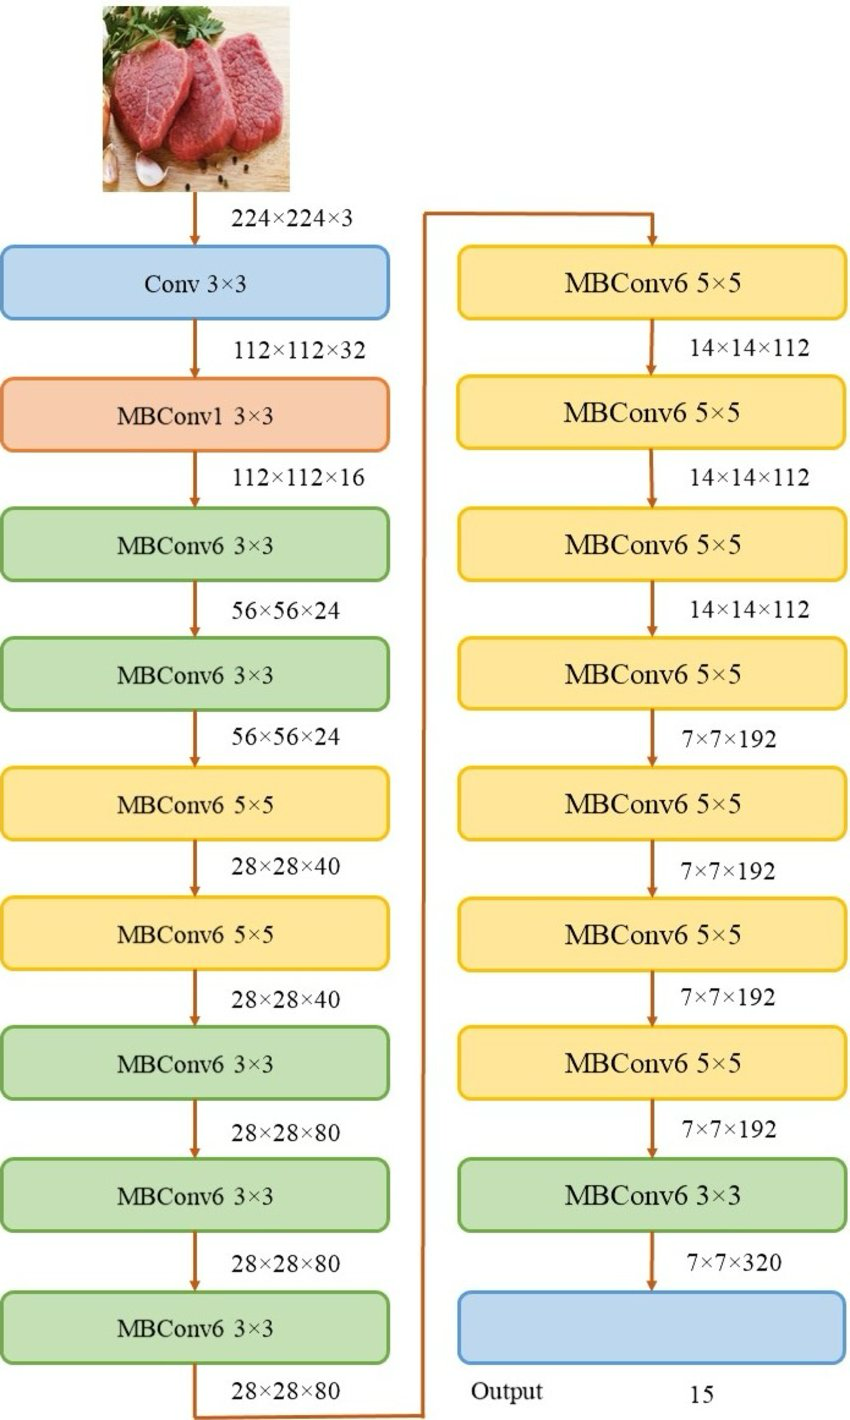 224×224×3
Conv 3×3
112×112×32
MBConv1 3×3
112×112×16
MBConv6 3×3
56×56×24
MBConv6 3×3
56×56×24
MBConv6 5×5
28×28×40
MBConv6 5×5
28×28×40
MBConv6 3×3
28×28×80
MBConv6 3×3
28×28×80
MBConv6 3×3
28×28×80
MBConv6 5×5
14×14×112
MBConv6 5×5
14×14×112
MBConv6 5×5
14×14×112
MBConv6 5×5
7×7×192
MBConv6 5×5
7×7×192
MBConv6 5×5
7×7×192
MBConv6 5×5
7×7×192
MBConv6 3×3
7×7×320
Output 15